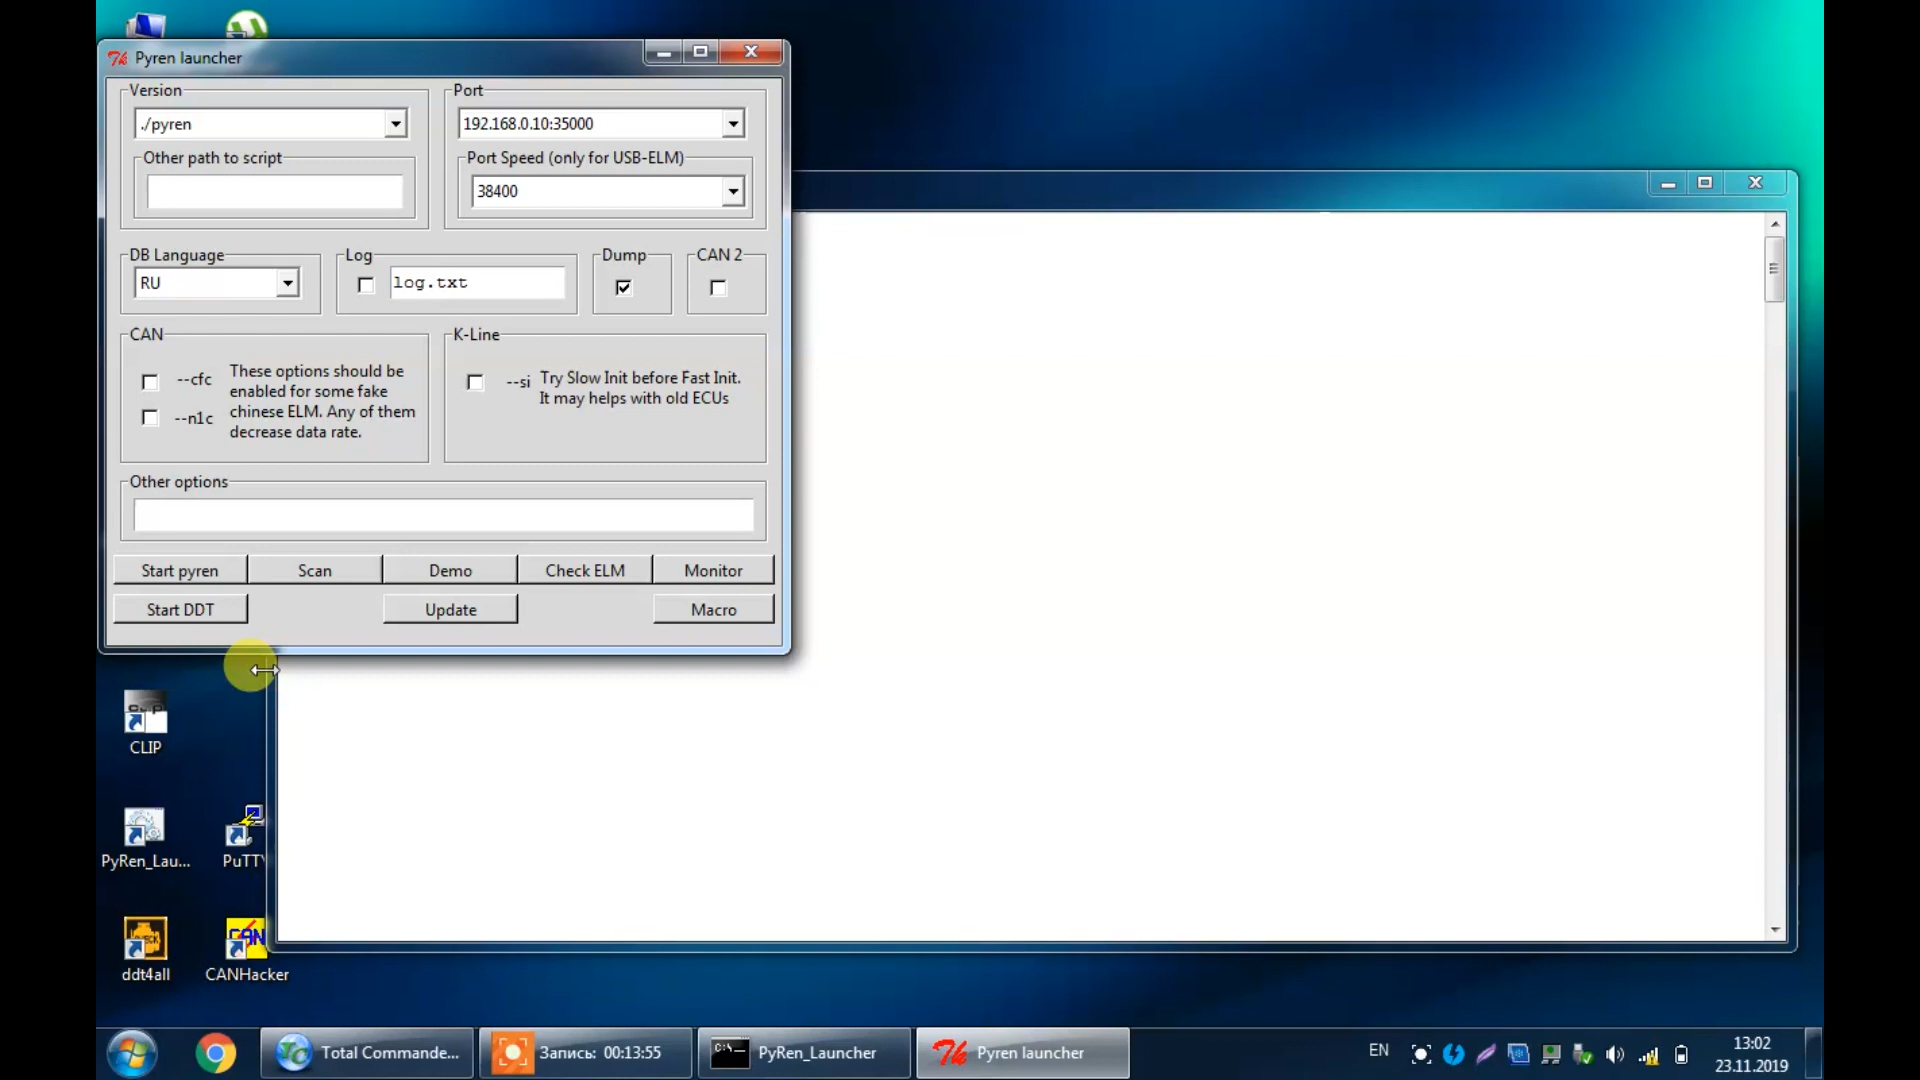 Pyren launcher
Version
./pyren
Other path to script
Port
192.168.0.10:35000
Port Speed (only for USB-ELM)
38400
DB Language
RU
Log
log.txt
Dump
CAN 2
CAN
--cfc
--n1c
These options should be
enabled for some fake
chinese ELM. Any of them
decrease data rate.
K-Line
--si
Try Slow Init before Fast Init.
It may helps with old ECUs
Other options
Start pyren
Scan
Demo
Check ELM
Monitor
Start DDT
Update
Macro
CLIP
PyRen_Lau...
PuTTY
ddt4all
CANHacker
Total Commande...
Запись: 00:13:55
PyRen_Launcher
Pyren launcher
EN
13:02
23.11.2019